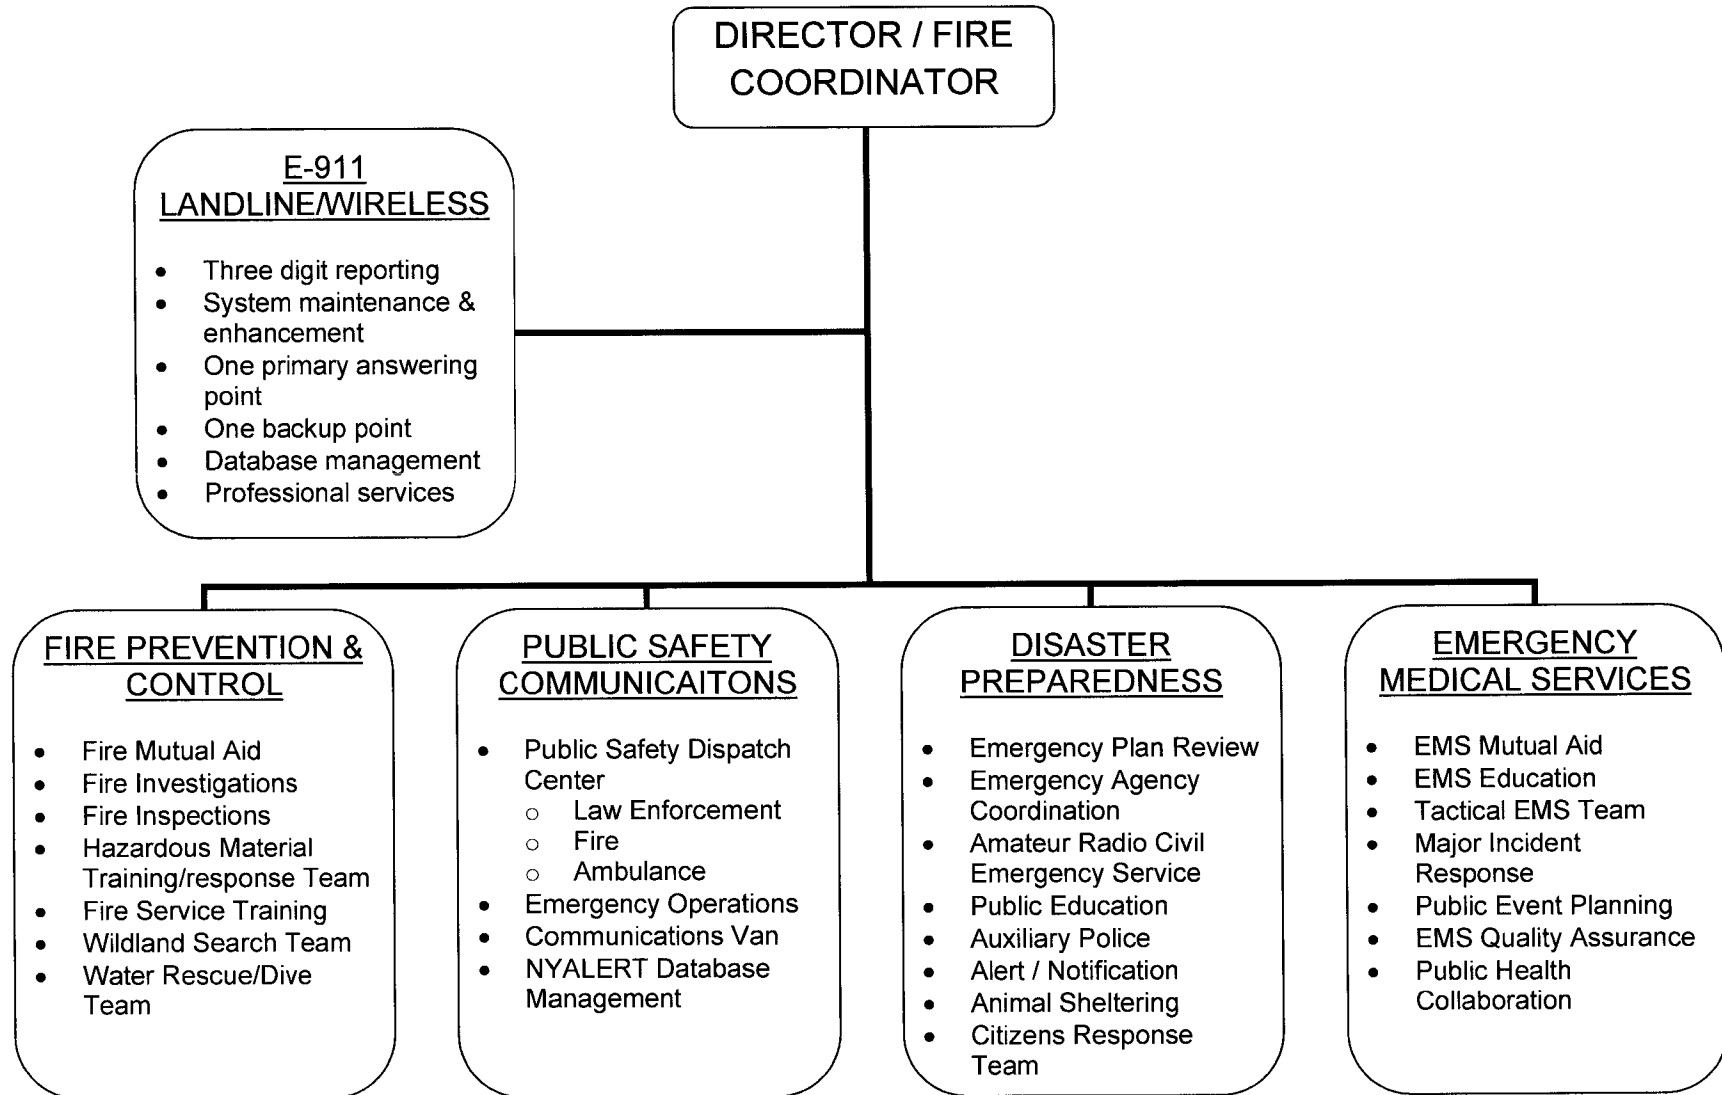 DIRECTOR / FIRE
COORDINATOR
E-911
LANDLINE/WIRELESS
• Three digit reporting
• System maintenance &
enhancement
• One primary answering
point
• One backup point
• Database management
• Professional services
FIRE PREVENTION &
CONTROL
• Fire Mutual Aid
• Fire Investigations
• Fire Inspections
• Hazardous Material
Training/response Team
• Fire Service Training
• Wildland Search Team
• Water Rescue/Dive
Team
PUBLIC SAFETY
COMMUNICAITONS
• Public Safety Dispatch
Center
o Law Enforcement
o Fire
o Ambulance
• Emergency Operations
• Communications Van
• NYALERT Database
Management
DISASTER
PREPAREDNESS
• Emergency Plan Review
• Emergency Agency
Coordination
• Amateur Radio Civil
Emergency Service
• Public Education
• Auxiliary Police
• Alert / Notification
• Animal Sheltering
• Citizens Response
Team
EMERGENCY
MEDICAL SERVICES
• EMS Mutual Aid
• EMS Education
• Tactical EMS Team
• Major Incident
Response
• Public Event Planning
• EMS Quality Assurance
• Public Health
Collaboration